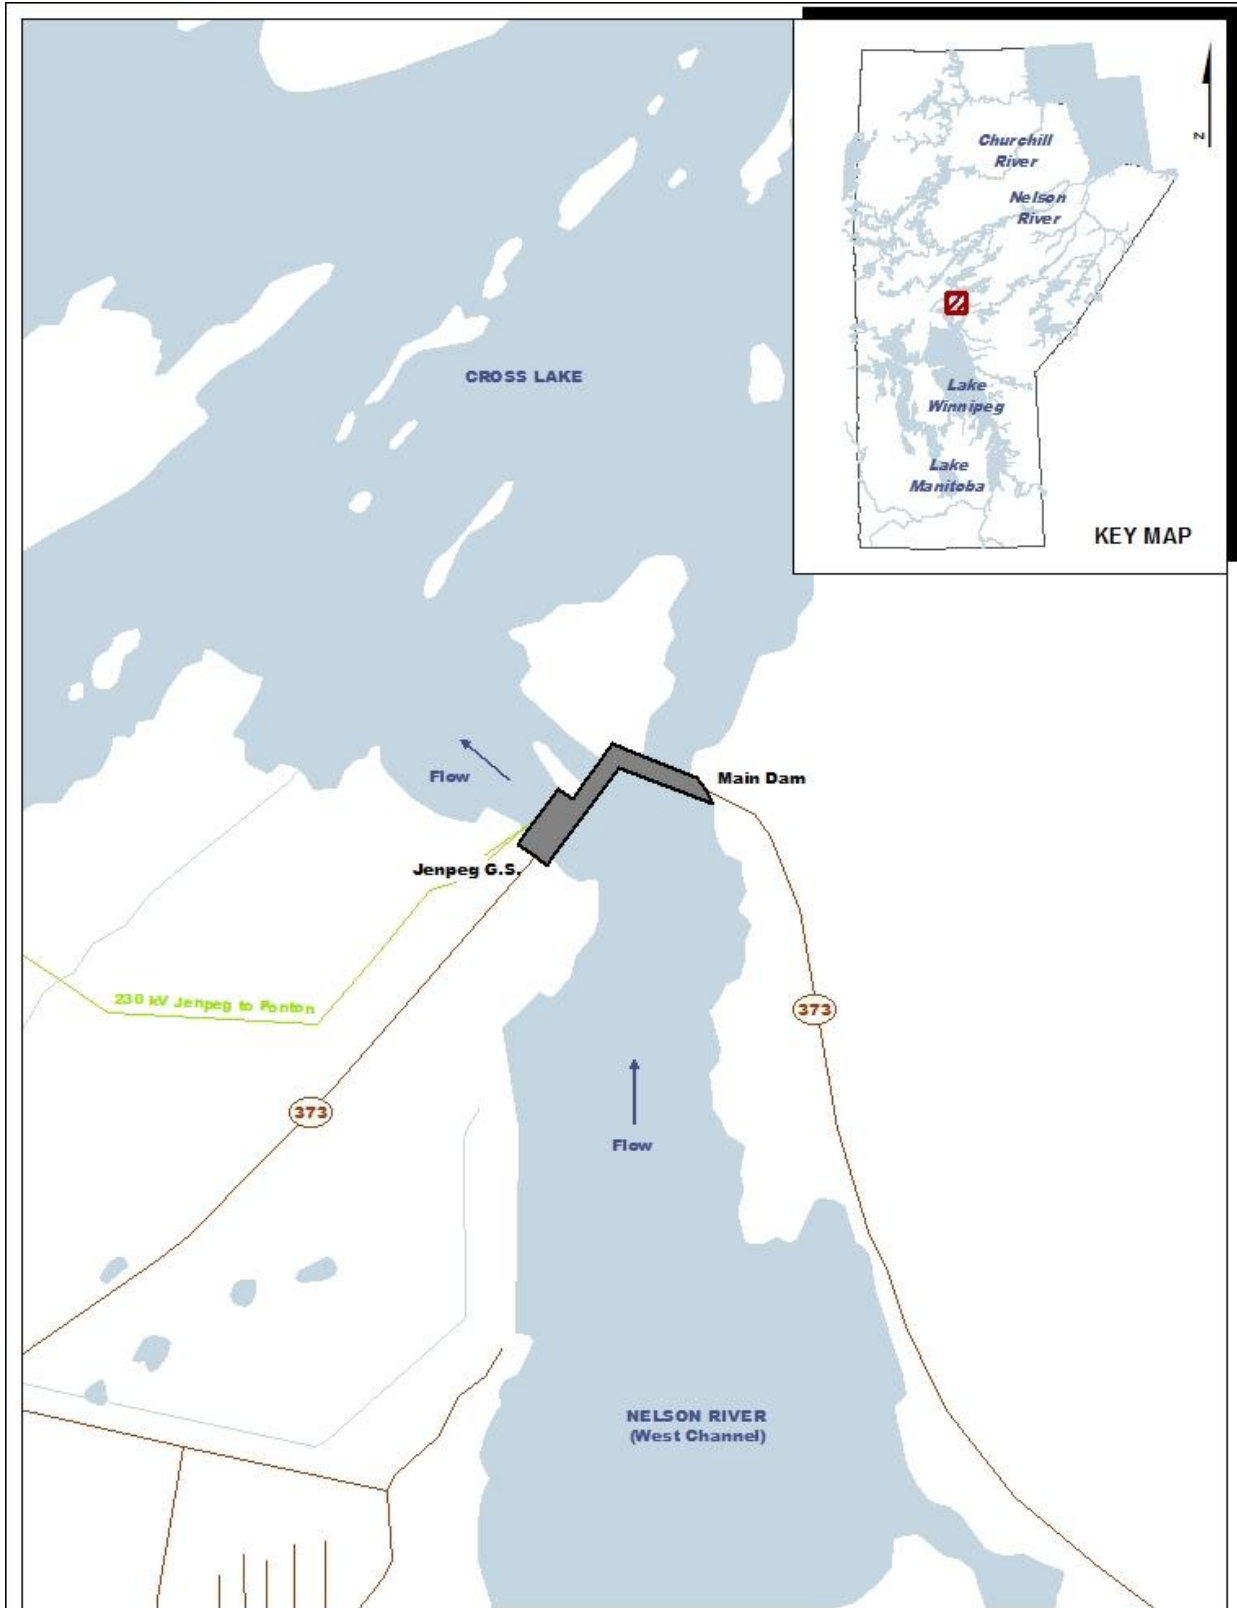 Churchill
River
Nelson
River
Lake
Winnipeg
Lake
Manitoba
KEY MAP
N
CROSS LAKE
Flow
Main Dam
Jenpeg G.S.
230 kV Jenpeg to Ponton
373
373
Flow
NELSON RIVER
(West Channel)